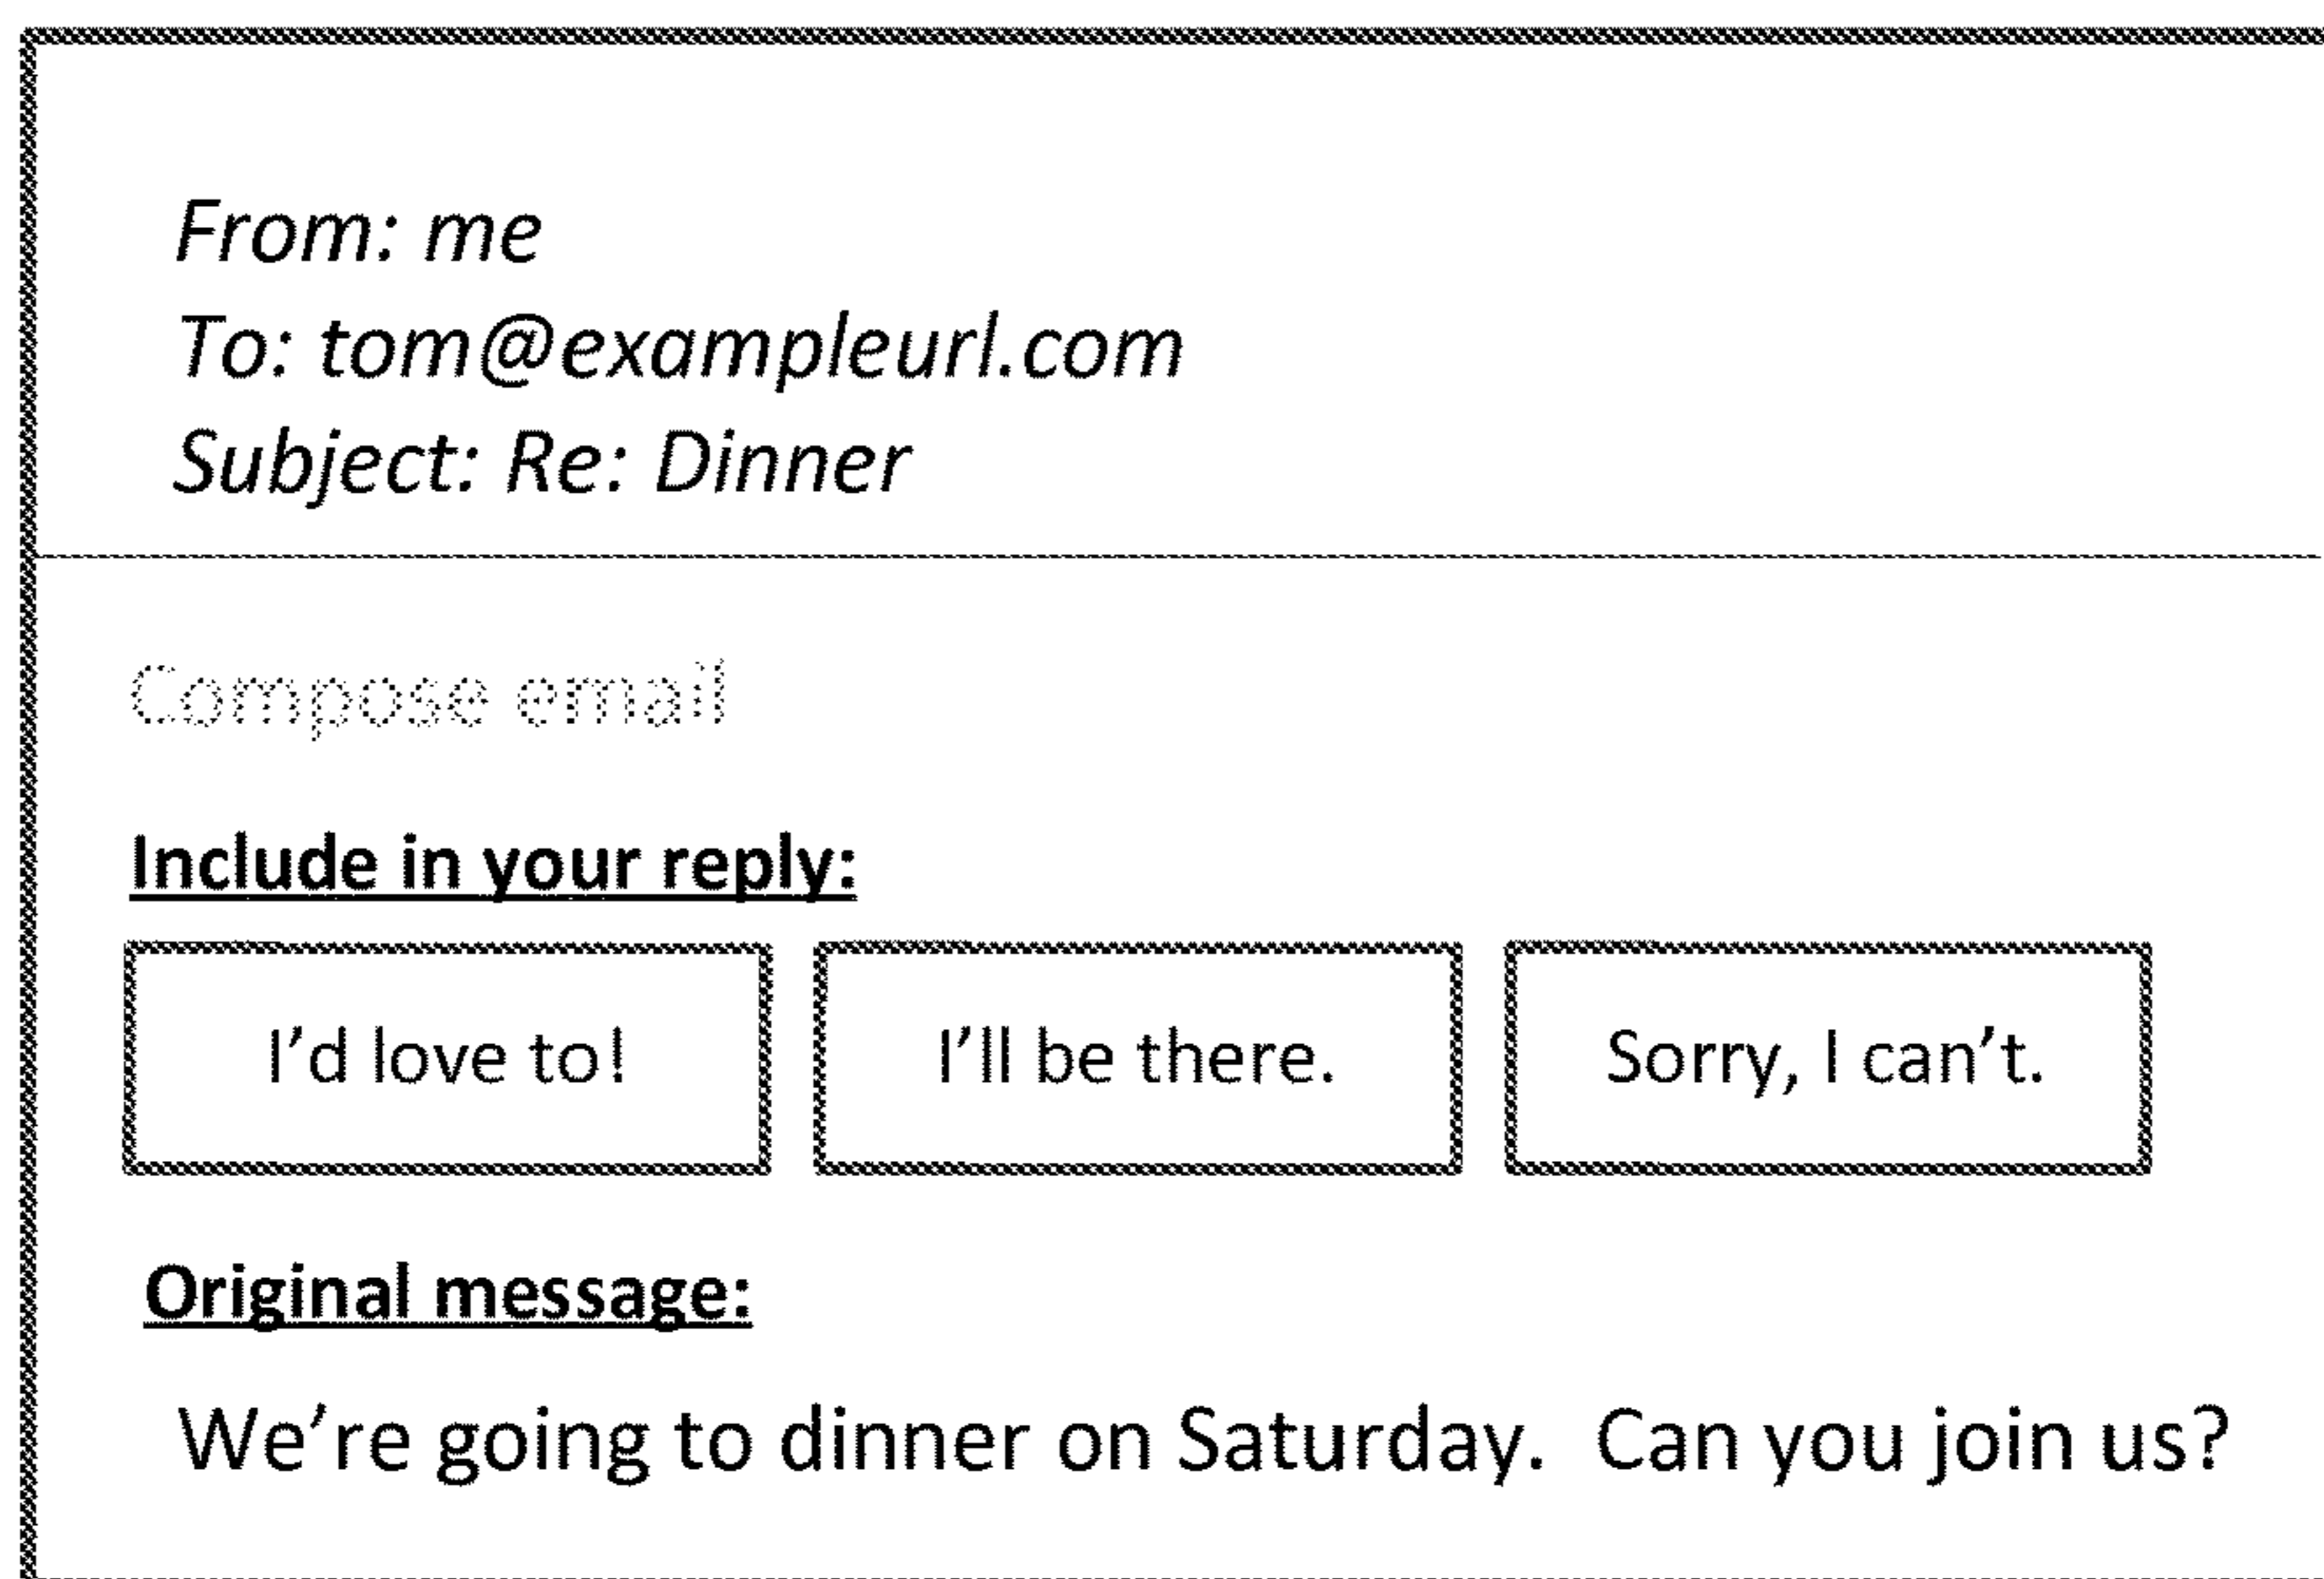 From: me
To: tom@exampleurl.com
Subject: Re: Dinner
Compose email
Include in your reply:
I’d love to! I’ll be there. Sorry, I can’t.
Original message:
We’re going to dinner on Saturday.  Can you join us?